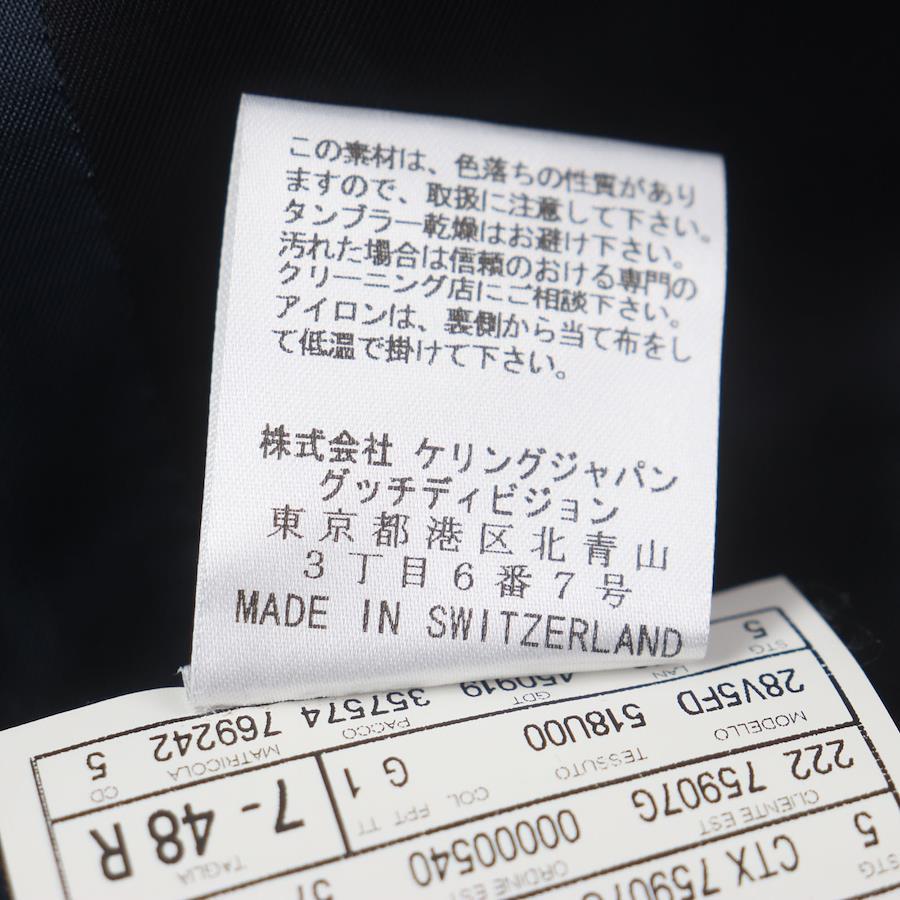 この素材は、色落ちの性質があり
ますので、取扱に注意して下さい。
タンブラー乾燥はお避け下さい。
汚れた場合は信頼のおける専門の
クリーニング店にご相談下さい。
アイロンは、裏側から当て布をし
て低温で掛けて下さい。
株式会社 ケリングジャパン
グッチディビジョン
東京都港区北青山
3丁目6番7号
MADE IN SWITZERLAND
STG CTX 75907G
5
CLIENTE EST ORDINE EST TAGLIA
222 75907G 00000540 7-48 R
MODELLO TESSUTO COL FPT TT
28V5FD 518U00 G 1
STG LAN GDT PACCO MATRICOLA CD
5 450919 357574 769242 5